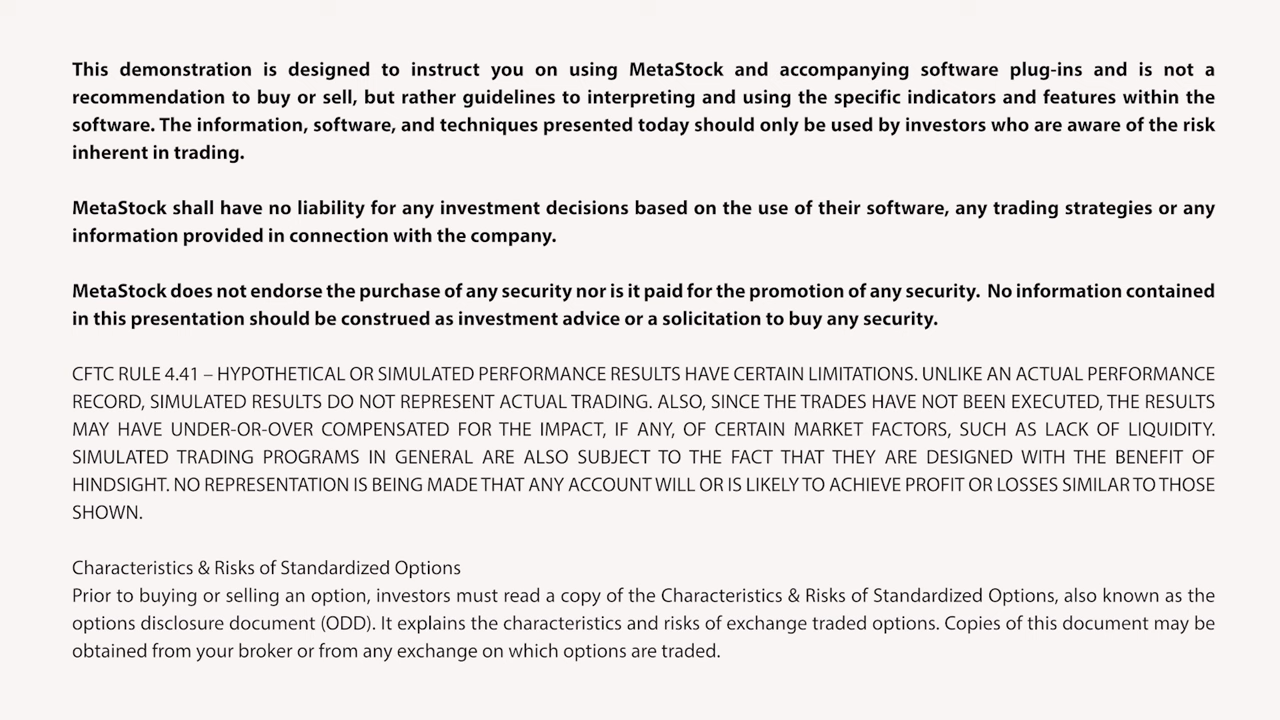 This demonstration is designed to instruct you on using MetaStock and accompanying software plug-ins and is not a
recommendation to buy or sell, but rather guidelines to interpreting and using the specific indicators and features within the
software. The information, software, and techniques presented today should only be used by investors who are aware of the risk
inherent in trading.
MetaStock shall have no liability for any investment decisions based on the use of their software, any trading strategies or any
information provided in connection with the company.
MetaStock does not endorse the purchase of any security nor is it paid for the promotion of any security.  No information contained
in this presentation should be construed as investment advice or a solicitation to buy any security.
CFTC RULE 4.41 – HYPOTHETICAL OR SIMULATED PERFORMANCE RESULTS HAVE CERTAIN LIMITATIONS. UNLIKE AN ACTUAL PERFORMANCE
RECORD, SIMULATED RESULTS DO NOT REPRESENT ACTUAL TRADING. ALSO, SINCE THE TRADES HAVE NOT BEEN EXECUTED, THE RESULTS
MAY HAVE UNDER-OR-OVER COMPENSATED FOR THE IMPACT, IF ANY, OF CERTAIN MARKET FACTORS, SUCH AS LACK OF LIQUIDITY.
SIMULATED TRADING PROGRAMS IN GENERAL ARE ALSO SUBJECT TO THE FACT THAT THEY ARE DESIGNED WITH THE BENEFIT OF
HINDSIGHT. NO REPRESENTATION IS BEING MADE THAT ANY ACCOUNT WILL OR IS LIKELY TO ACHIEVE PROFIT OR LOSSES SIMILAR TO THOSE
SHOWN.
Characteristics & Risks of Standardized Options
Prior to buying or selling an option, investors must read a copy of the Characteristics & Risks of Standardized Options, also known as the
options disclosure document (ODD). It explains the characteristics and risks of exchange traded options. Copies of this document may be
obtained from your broker or from any exchange on which options are traded.